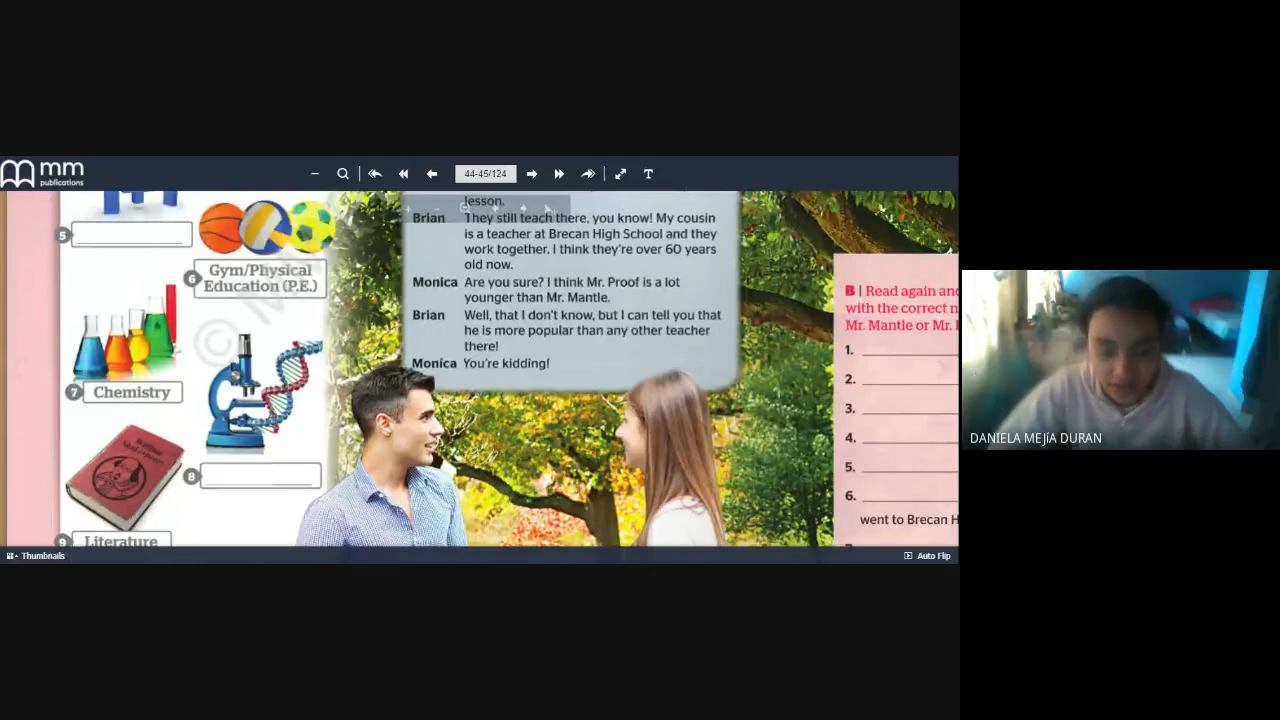 mm
publications
44-45/124
T
5
6
Gym/Physical
Education (P.E.)
7
Chemistry
8
William
Shakespeare
9
Literature
lesson.
Brian They still teach there, you know! My cousin
is a teacher at Brecan High School and they
work together. I think they're over 60 years
old now.
Monica Are you sure? I think Mr. Proof is a lot
younger than Mr. Mantle.
Brian Well, that I don't know, but I can tell you that
he is more popular than any other teacher
there!
Monica You're kidding!
B | Read again and
with the correct n
Mr. Mantle or Mr.
1.
2.
3.
4.
5.
6.
went to Brecan H
Thumbnails
Auto Flip
DANIELA MEJíA DURAN